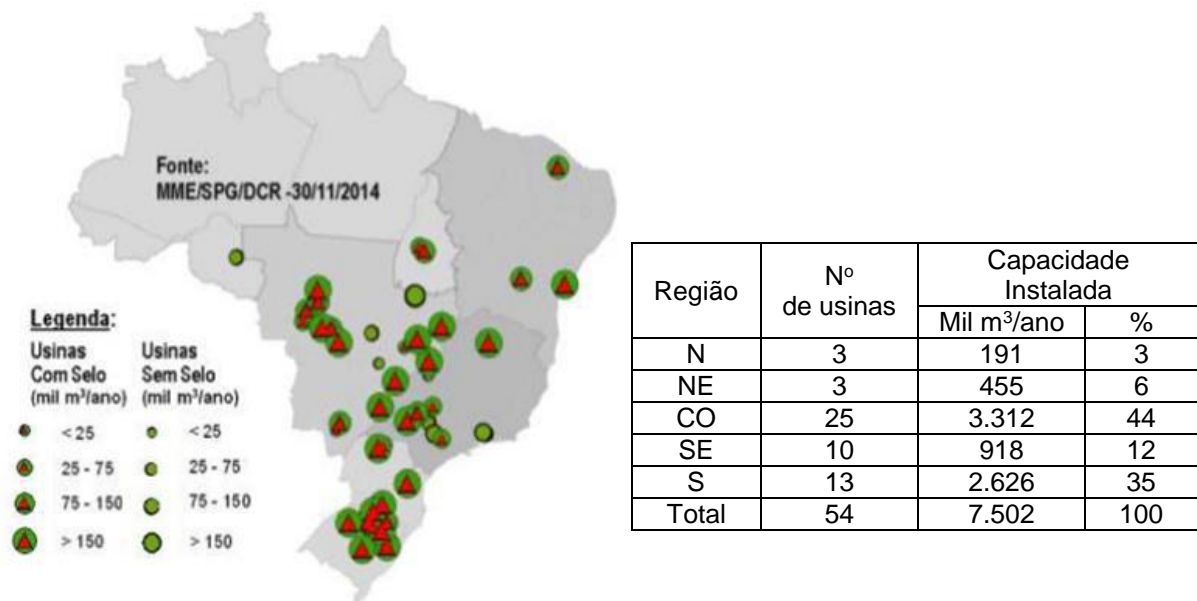 Fonte:
MME/SPG/DCR -30/11/2014
Legenda:
Usinas Usinas
Com Selo Sem Selo
(mil m³/ano) (mil m³/ano)
< 25 < 25
25 - 75 25 - 75
75 - 150 75 - 150
> 150 > 150
Região Nº de usinas Capacidade Instalada
Mil m³/ano %
N 3 191 3
NE 3 455 6
CO 25 3.312 44
SE 10 918 12
S 13 2.626 35
Total 54 7.502 100